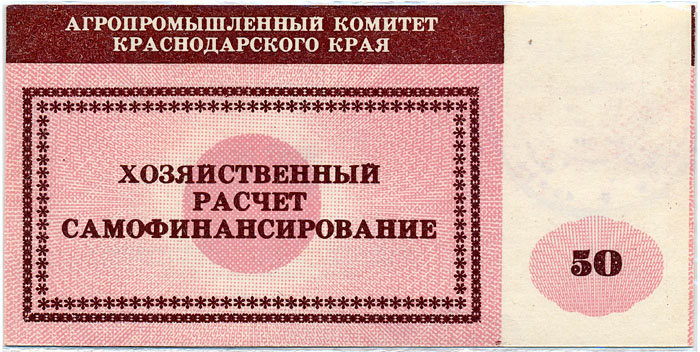 АГРОПРОМЫШЛЕННЫЙ КОМИТЕТ
КРАСНОДАРСКОГО КРАЯ
ХОЗЯЙСТВЕННЫЙ
РАСЧЕТ
САМОФИНАНСИРОВАНИЕ
50